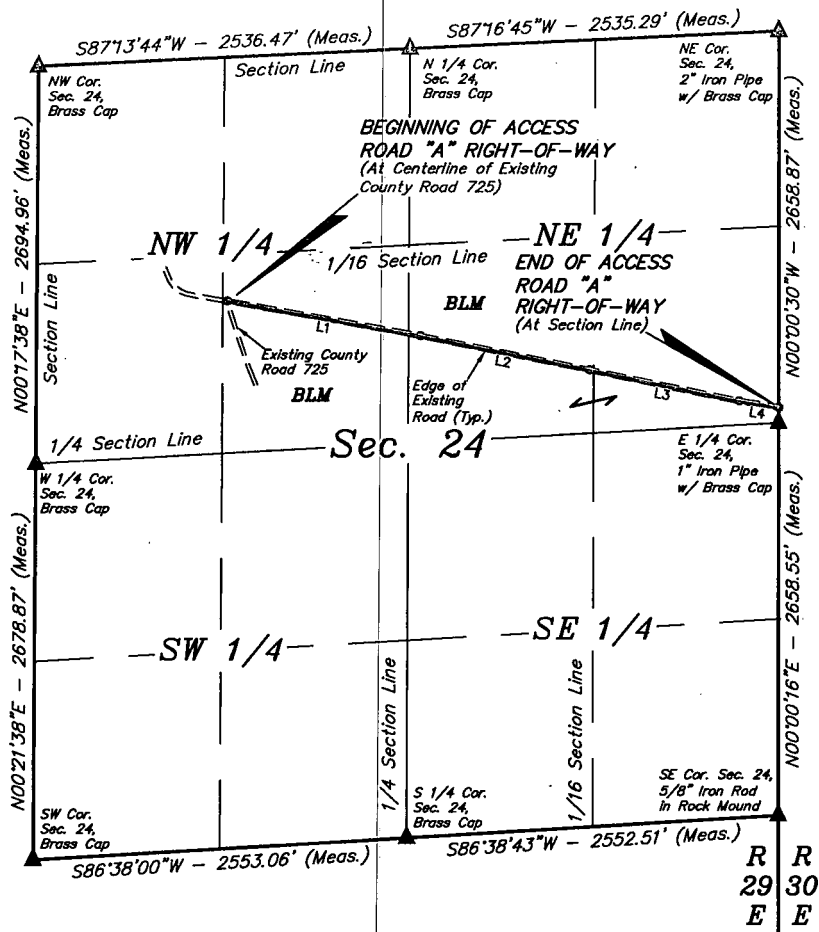 S87°13'44"W - 2536.47' (Meas.)
S87°16'45"W - 2535.29' (Meas.)
Section Line
NW Cor.
Sec. 24,
Brass Cap
N 1/4 Cor.
Sec. 24,
Brass Cap
NE Cor.
Sec. 24,
2" Iron Pipe
w/ Brass Cap
BEGINNING OF ACCESS
ROAD "A" RIGHT-OF-WAY
(At Centerline of Existing
County Road 725)
N00°17'38"E - 2694.96' (Meas.)
Section Line
N00°00'30"W - 2658.87' (Meas.)
NW 1/4
1/16 Section Line
NE 1/4
END OF ACCESS
ROAD "A"
RIGHT-OF-WAY
(At Section Line)
BLM
L1
L2
L3
L4
Existing County
Road 725
BLM
Edge of
Existing
Road (Typ.)
1/4 Section Line
Sec. 24
W 1/4 Cor.
Sec. 24,
Brass Cap
E 1/4 Cor.
Sec. 24,
1" Iron Pipe
w/ Brass Cap
N00°21'38"E - 2678.87' (Meas.)
N00°00'16"E - 2658.55' (Meas.)
SW 1/4
SE 1/4
1/4 Section Line
1/16 Section Line
SW Cor.
Sec. 24,
Brass Cap
S 1/4 Cor.
Sec. 24,
Brass Cap
SE Cor. Sec. 24,
5/8" Iron Rod
In Rock Mound
S86°38'00"W - 2553.06' (Meas.)
S86°38'43"W - 2552.51' (Meas.)
R R
29 30
E E